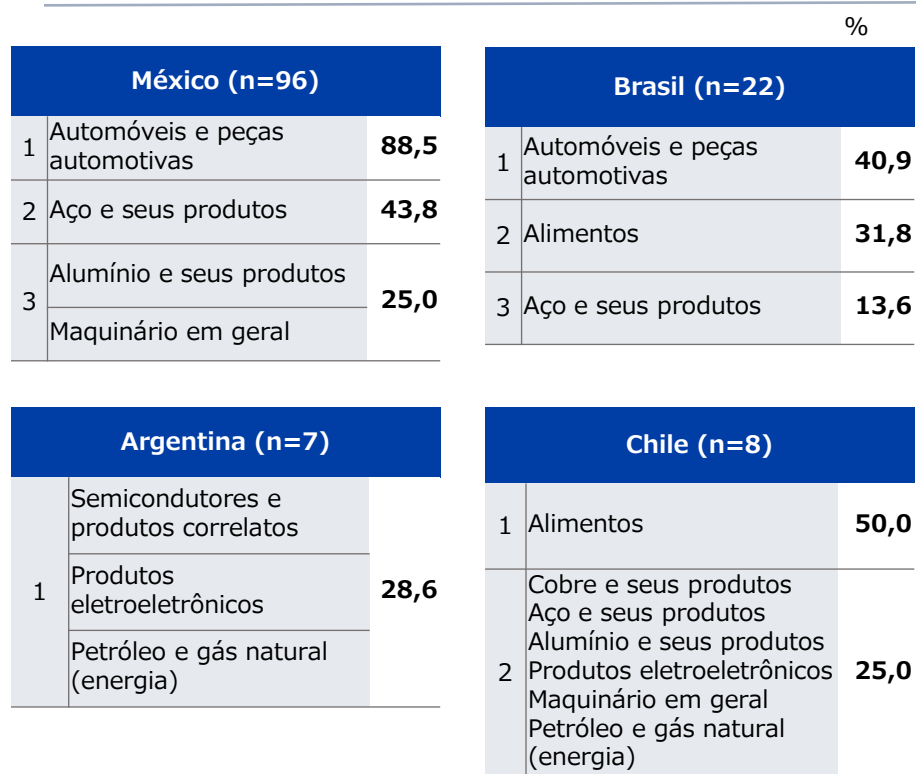 %
México (n=96)
1 Automóveis e peças
automotivas 88,5
2 Aço e seus produtos 43,8
3 Alumínio e seus produtos 25,0
Maquinário em geral
Brasil (n=22)
1 Automóveis e peças
automotivas 40,9
2 Alimentos 31,8
3 Aço e seus produtos 13,6
Argentina (n=7)
1 Semicondutores e
produtos correlatos 28,6
Produtos
eletroeletrônicos
Petróleo e gás natural
(energia)
Chile (n=8)
1 Alimentos 50,0
2 Cobre e seus produtos 25,0
Aço e seus produtos
Alumínio e seus produtos
Produtos eletroeletrônicos
Maquinário em geral
Petróleo e gás natural
(energia)